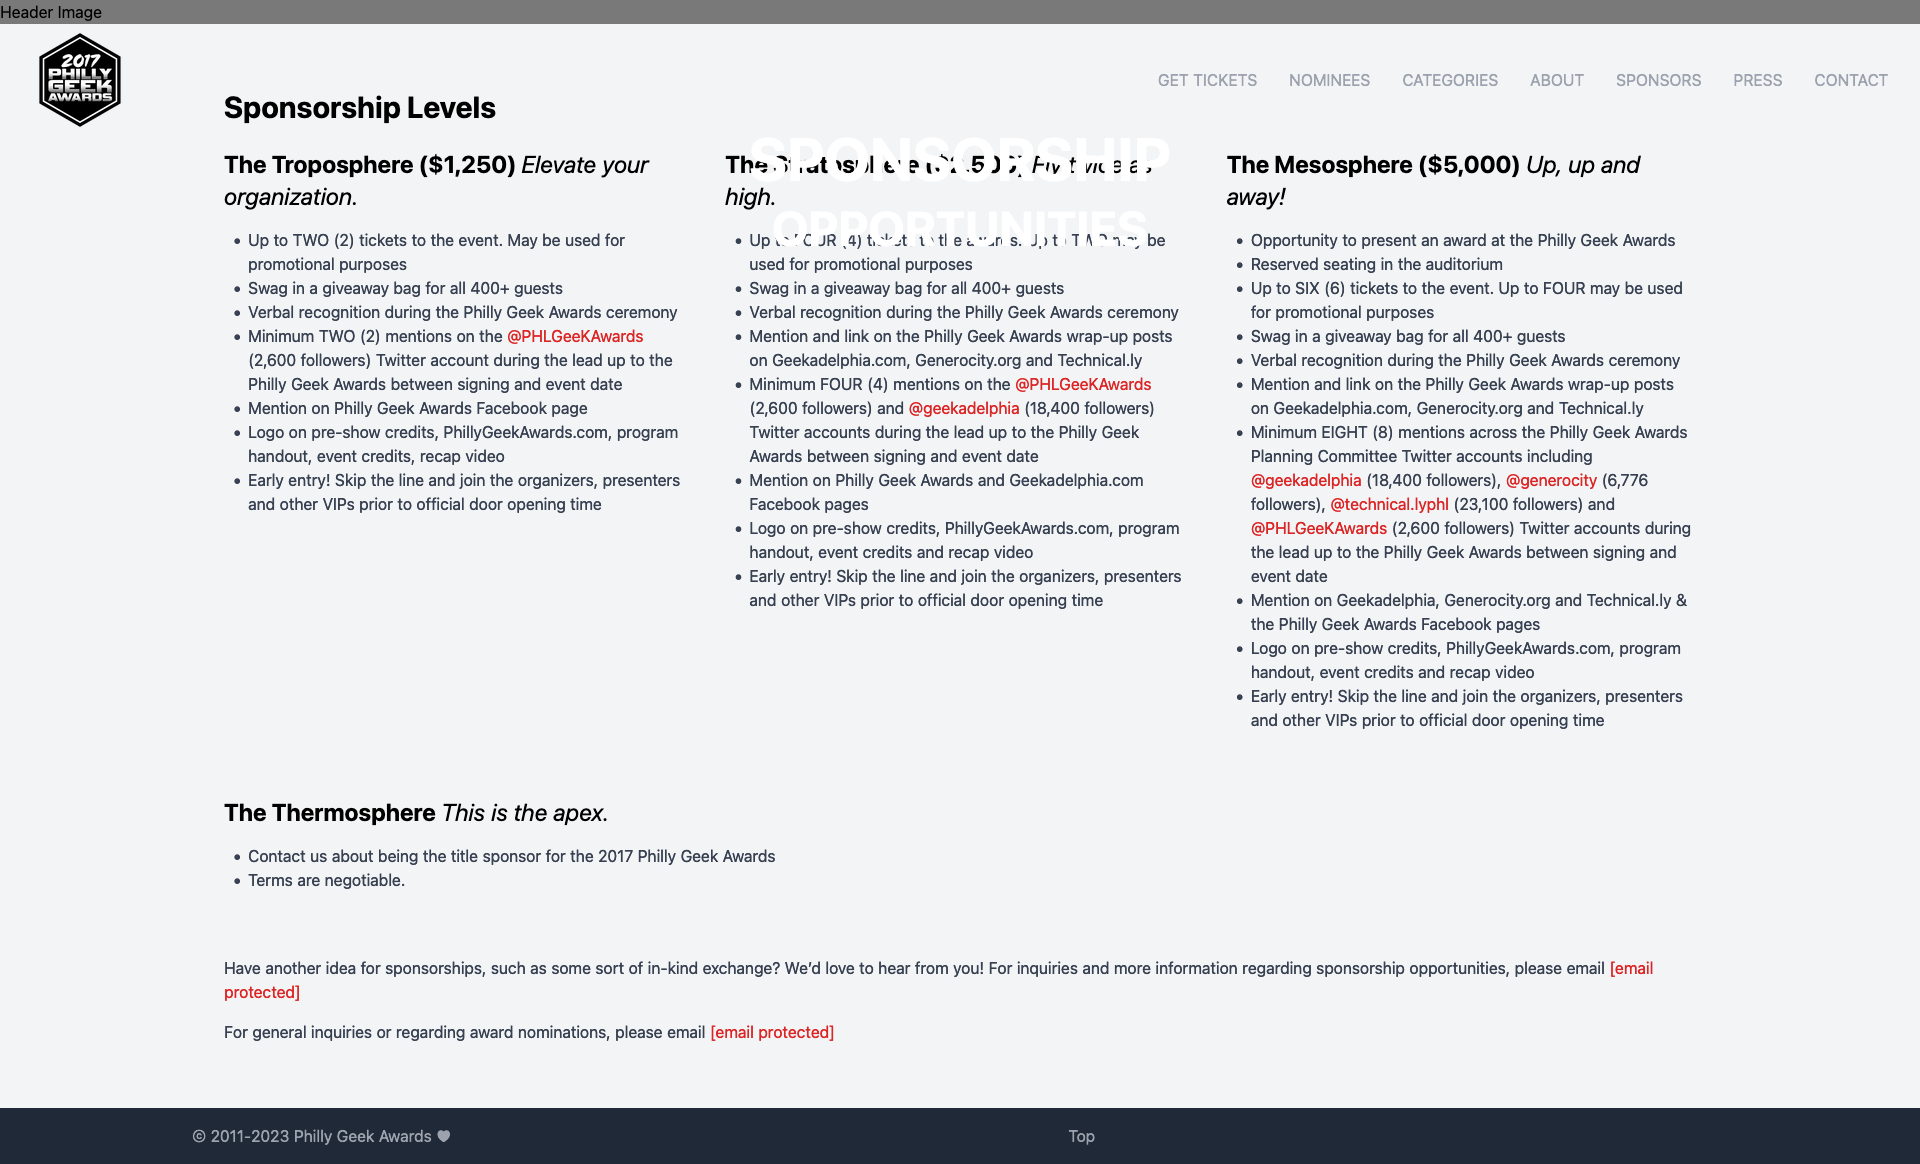 Header Image
2017
PHILLY
GEEK
AWARDS
GET TICKETS
NOMINEES
CATEGORIES
ABOUT
SPONSORS
PRESS
CONTACT
Sponsorship Levels
SPONSORSHIP
OPPORTUNITIES
The Troposphere ($1,250) Elevate your
organization.
Up to TWO (2) tickets to the event. May be used for
promotional purposes
Swag in a giveaway bag for all 400+ guests
Verbal recognition during the Philly Geek Awards ceremony
Minimum TWO (2) mentions on the @PHLGeeKAwards
(2,600 followers) Twitter account during the lead up to the
Philly Geek Awards between signing and event date
Mention on Philly Geek Awards Facebook page
Logo on pre-show credits, PhillyGeekAwards.com, program
handout, event credits, recap video
Early entry! Skip the line and join the organizers, presenters
and other VIPs prior to official door opening time
The Stratosphere ($2,500) Fly twice as
high.
Up to FOUR (4) tickets to the awards. Up to TWO may be
used for promotional purposes
Swag in a giveaway bag for all 400+ guests
Verbal recognition during the Philly Geek Awards ceremony
Mention and link on the Philly Geek Awards wrap-up posts
on Geekadelphia.com, Generocity.org and Technical.ly
Minimum FOUR (4) mentions on the @PHLGeeKAwards
(2,600 followers) and @geekadelphia (18,400 followers)
Twitter accounts during the lead up to the Philly Geek
Awards between signing and event date
Mention on Philly Geek Awards and Geekadelphia.com
Facebook pages
Logo on pre-show credits, PhillyGeekAwards.com, program
handout, event credits and recap video
Early entry! Skip the line and join the organizers, presenters
and other VIPs prior to official door opening time
The Mesosphere ($5,000) Up, up and
away!
Opportunity to present an award at the Philly Geek Awards
Reserved seating in the auditorium
Up to SIX (6) tickets to the event. Up to FOUR may be used
for promotional purposes
Swag in a giveaway bag for all 400+ guests
Verbal recognition during the Philly Geek Awards ceremony
Mention and link on the Philly Geek Awards wrap-up posts
on Geekadelphia.com, Generocity.org and Technical.ly
Minimum EIGHT (8) mentions across the Philly Geek Awards
Planning Committee Twitter accounts including
@geekadelphia (18,400 followers), @generocity (6,776
followers), @technical.lyphl (23,100 followers) and
@PHLGeeKAwards (2,600 followers) Twitter accounts during
the lead up to the Philly Geek Awards between signing and
event date
Mention on Geekadelphia, Generocity.org and Technical.ly &
the Philly Geek Awards Facebook pages
Logo on pre-show credits, PhillyGeekAwards.com, program
handout, event credits and recap video
Early entry! Skip the line and join the organizers, presenters
and other VIPs prior to official door opening time
The Thermosphere This is the apex.
Contact us about being the title sponsor for the 2017 Philly Geek Awards
Terms are negotiable.
Have another idea for sponsorships, such as some sort of in-kind exchange? We’d love to hear from you! For inquiries and more information regarding sponsorship opportunities, please email [email
protected]
For general inquiries or regarding award nominations, please email [email protected]
© 2011-2023 Philly Geek Awards
Top